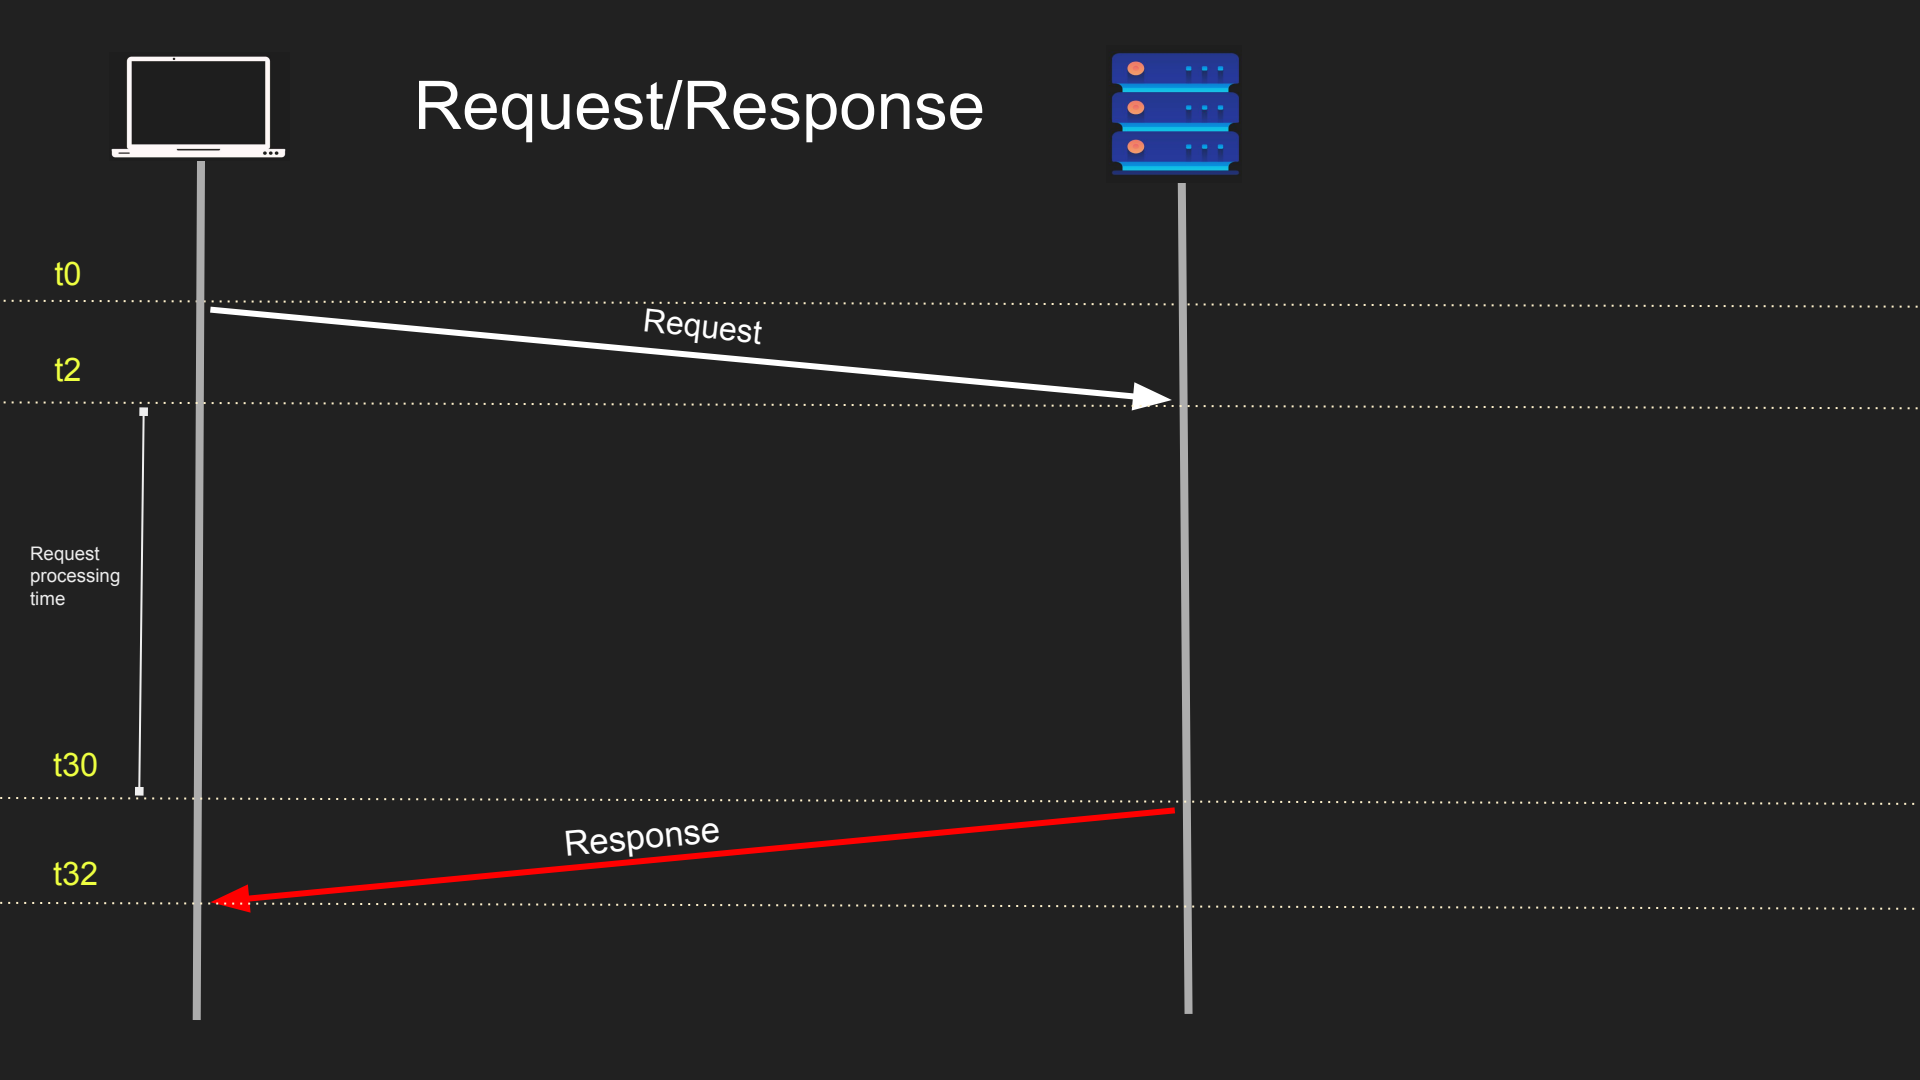 Request/Response
t0
Request
t2
Request
processing
time
t30
Response
t32